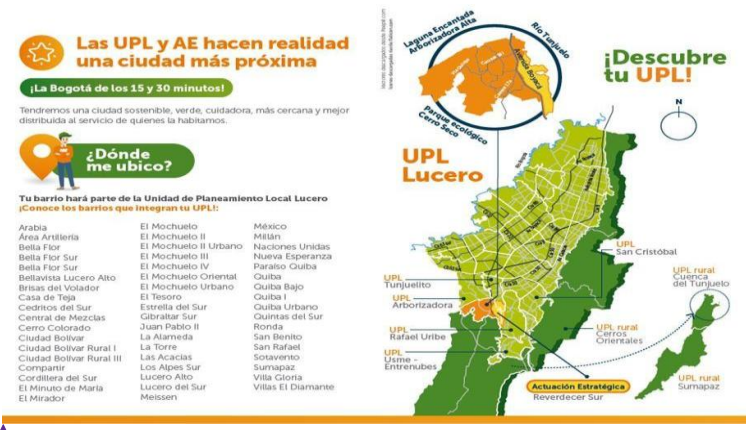 Las UPL y AE hacen realidad
una ciudad más próxima
¡La Bogotá de los 15 y 30 minutos!
Tendremos una ciudad sostenible, verde, cuidadora, más cercana y mejor
distribuida al servicio de quienes la habitamos.
¿Dónde
me ubico?
Tu barrio hará parte de la Unidad de Planeamiento Local Lucero
¡Conoce los barrios que integran tu UPL!:
Arabia
Área Artillería
Bella Flor
Bella Flor Sur
Bella Flor Sur
Bellavista Lucero Alto
Brisas del Volador
Casa de Teja
Cedritos del Sur
Central de Mezclas
Cerro Colorado
Ciudad Bolívar
Ciudad Bolívar Rural I
Ciudad Bolívar Rural III
Compartir
Cordillera del Sur
El Minuto de María
El Mirador
El Mochuelo
El Mochuelo II
El Mochuelo II Urbano
El Mochuelo III
El Mochuelo IV
El Mochuelo Oriental
El Mochuelo Urbano
El Tesoro
Estrella del Sur
Gibraltar Sur
Juan Pablo II
La Alameda
La Torre
Las Acacias
Los Alpes Sur
Lucero Alto
Lucero del Sur
Meissen
México
Millán
Naciones Unidas
Nueva Esperanza
Paraíso Quiba
Quiba
Quiba Bajo
Quiba I
Quiba Urbano
Quintas del Sur
Ronda
San Benito
San Rafael
Sotavento
Sumapaz
Villa Gloria
Villas El Diamante
Laguna Encantada
Arborizadora Alta
Río Tunjuelo
Avenida Boyacá
Parque ecológico
Cerro Seco
¡Descubre
tu UPL!
N
UPL
Lucero
UPL
San Cristóbal
UPL
Tunjuelito
UPL
Arborizadora
UPL
Rafael Uribe
UPL
Usme -
Entrenubes
UPL rural
Cuenca
del Tunjuelo
UPL rural
Cerros
Orientales
UPL rural
Sumapaz
Actuación Estratégica
Reverdecer Sur